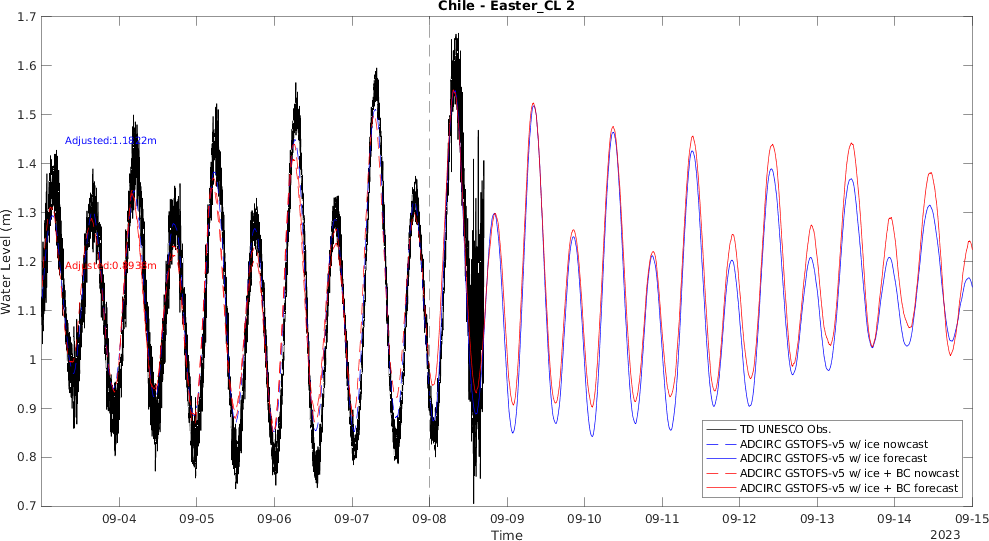 Chile - Easter_CL 2
1.7
1.6
1.5
1.4
1.3
1.2
1.1
1
0.9
0.8
0.7
Water Level (m)
Adjusted:
Adjusted:
TD UNESCO Obs.
ADCIRC GSTOFS-v5 w/ ice nowcast
ADCIRC GSTOFS-v5 w/ ice forecast
ADCIRC GSTOFS-v5 w/ ice + BC nowcast
ADCIRC GSTOFS-v5 w/ ice + BC forecast
09-04 09-05 09-06 09-07 09-08 09-09 09-10 09-11 09-12 09-13 09-14 09-15
Time
2023